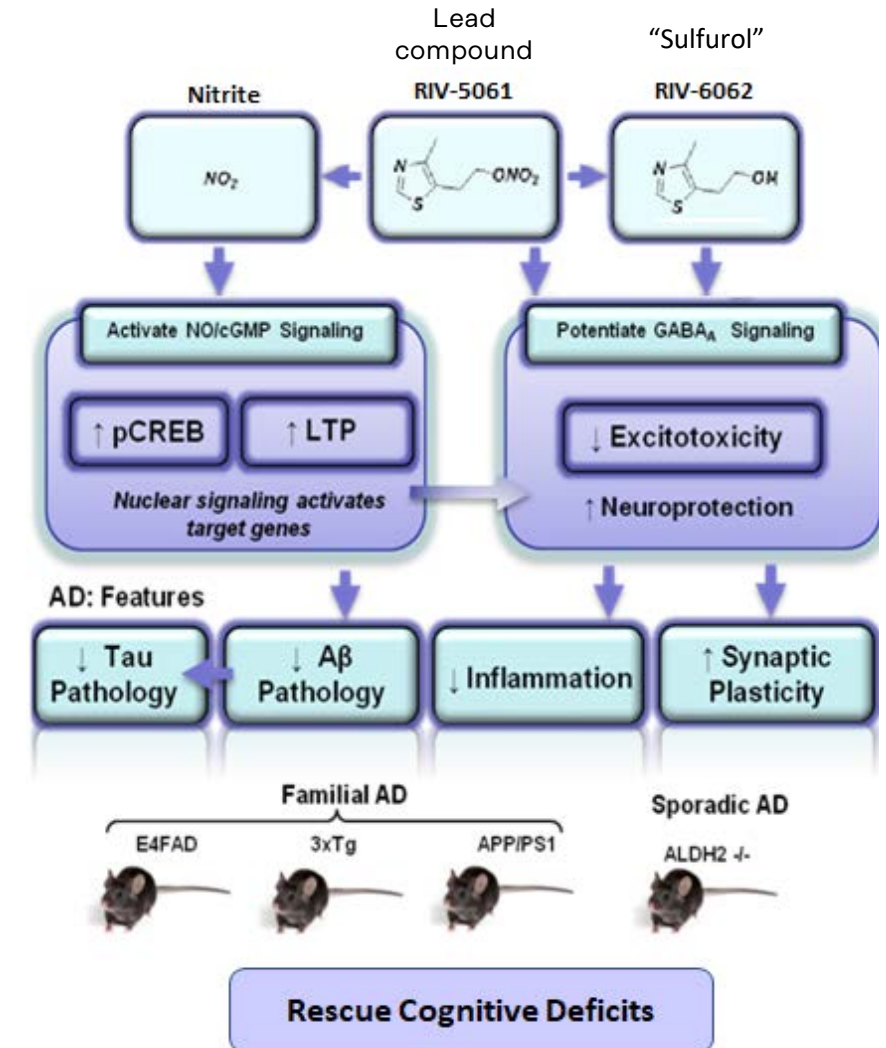 Lead
compound
“Sulfurol”
Nitrite
RIV-5061
RIV-6062
NO₂
N
S
ONO₂
N
S
OH
Activate NO/cGMP Signaling
Potentiate GABAA Signaling
↑ pCREB
↑ LTP
Nuclear signaling activates
target genes
↓ Excitotoxicity
↑ Neuroprotection
AD: Features
↓ Tau
Pathology
↓ Aβ
Pathology
↓ Inflammation
↑ Synaptic
Plasticity
Familial AD
Sporadic AD
E4FAD
3xTg
APP/PS1
ALDH2 -/-
Rescue Cognitive Deficits